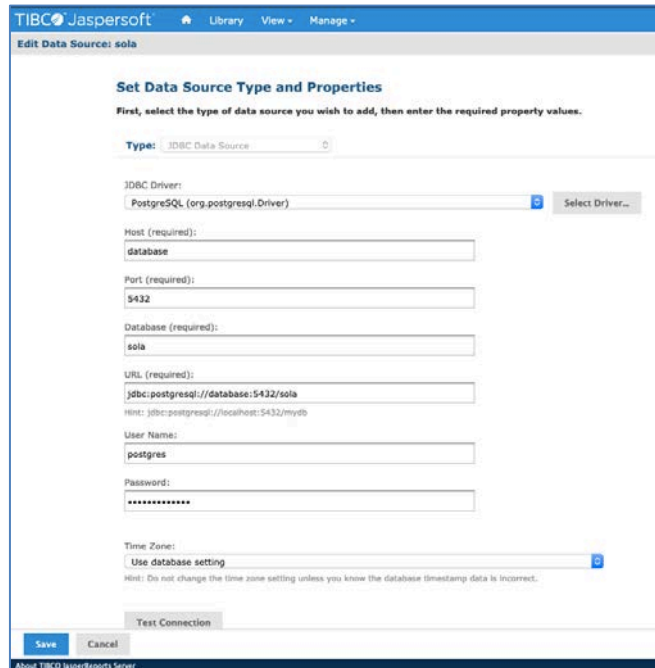 TIBCO Jaspersoft Library View Manage
Edit Data Source: sola
Set Data Source Type and Properties
First, select the type of data source you wish to add, then enter the required property values.
Type: JDBC Data Source
JDBC Driver:
PostgreSQL (org.postgresql.Driver) Select Driver...
Host (required):
database
Port (required):
5432
Database (required):
sola
URL (required):
jdbc:postgresql://database:5432/sola
Hint: jdbc:postgresql://localhost:5432/mydb
User Name:
postgres
Password:
•••••••••••••
Time Zone:
Use database setting
Hint: Do not change the time zone setting unless you know the database timestamp data is incorrect.
Test Connection
Save Cancel
About TIBCO JasperReports Server